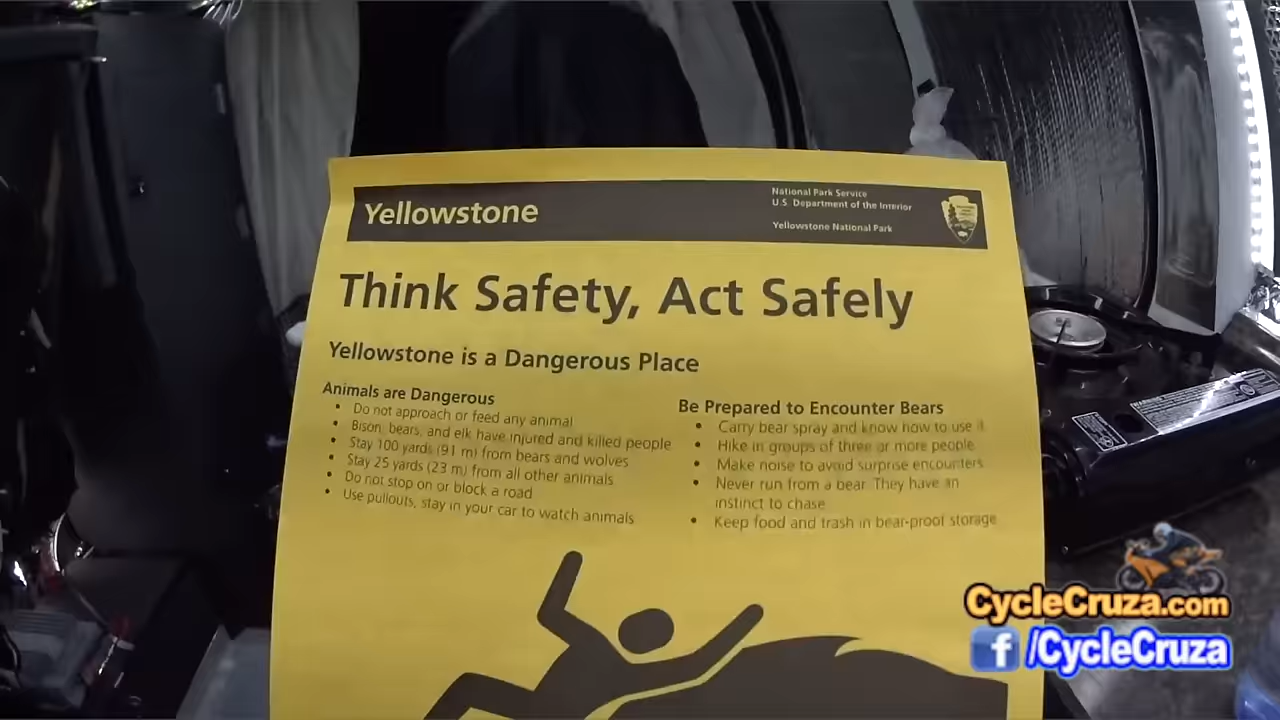 Yellowstone
National Park Service
U.S. Department of the Interior
Yellowstone National Park
Think Safety, Act Safely
Yellowstone is a Dangerous Place
Animals are Dangerous
• Do not approach or feed any animal
• Bison, bears, and elk have injured and killed people
• Stay 100 yards (91 m) from bears and wolves
• Stay 25 yards (23 m) from all other animals
• Do not stop on or block a road
• Use pullouts, stay in your car to watch animals
Be Prepared to Encounter Bears
• Carry bear spray and know how to use it
• Hike in groups of three or more people
• Make noise to avoid surprise encounters
• Never run from a bear. They have an
instinct to chase
• Keep food and trash in bear-proof storage
CycleCruza.com
f /CycleCruza